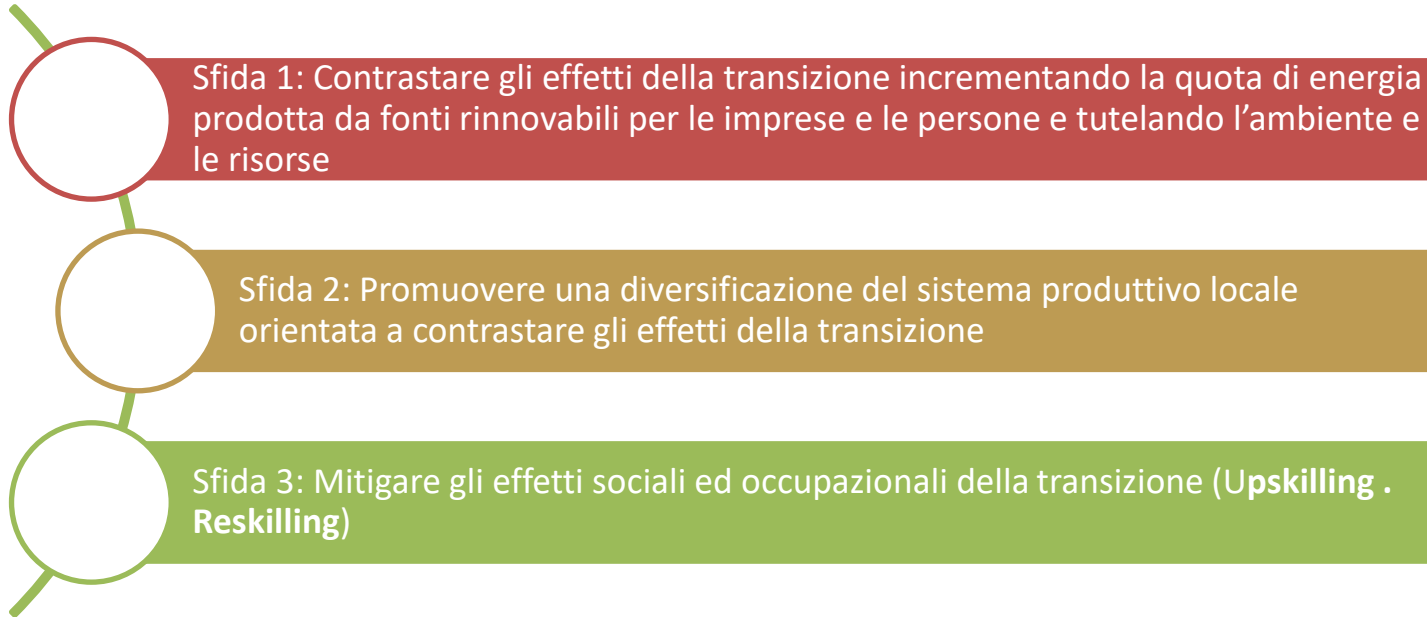 Sfida 1: Contrastare gli effetti della transizione incrementando la quota di energia
prodotta da fonti rinnovabili per le imprese e le persone e tutelando l’ambiente e
le risorse
Sfida 2: Promuovere una diversificazione del sistema produttivo locale
orientata a contrastare gli effetti della transizione
Sfida 3: Mitigare gli effetti sociali ed occupazionali della transizione (Upskilling .
Reskilling)